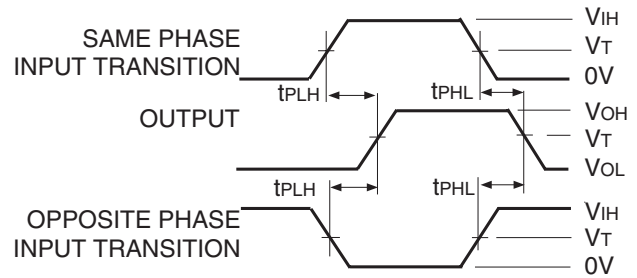 VIH
SAME PHASE
INPUT TRANSITION
VT
0V
tPLH
tPHL
OUTPUT
VOH
VT
VOL
tPLH
tPHL
OPPOSITE PHASE
INPUT TRANSITION
VIH
VT
0V